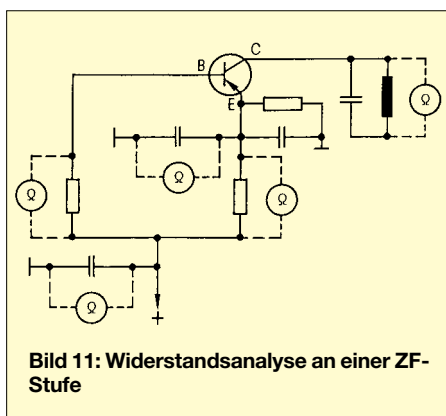 B
C
E
Ω
Ω
Ω
Ω
Ω
+
Bild 11: Widerstandsanalyse an einer ZF-
Stufe